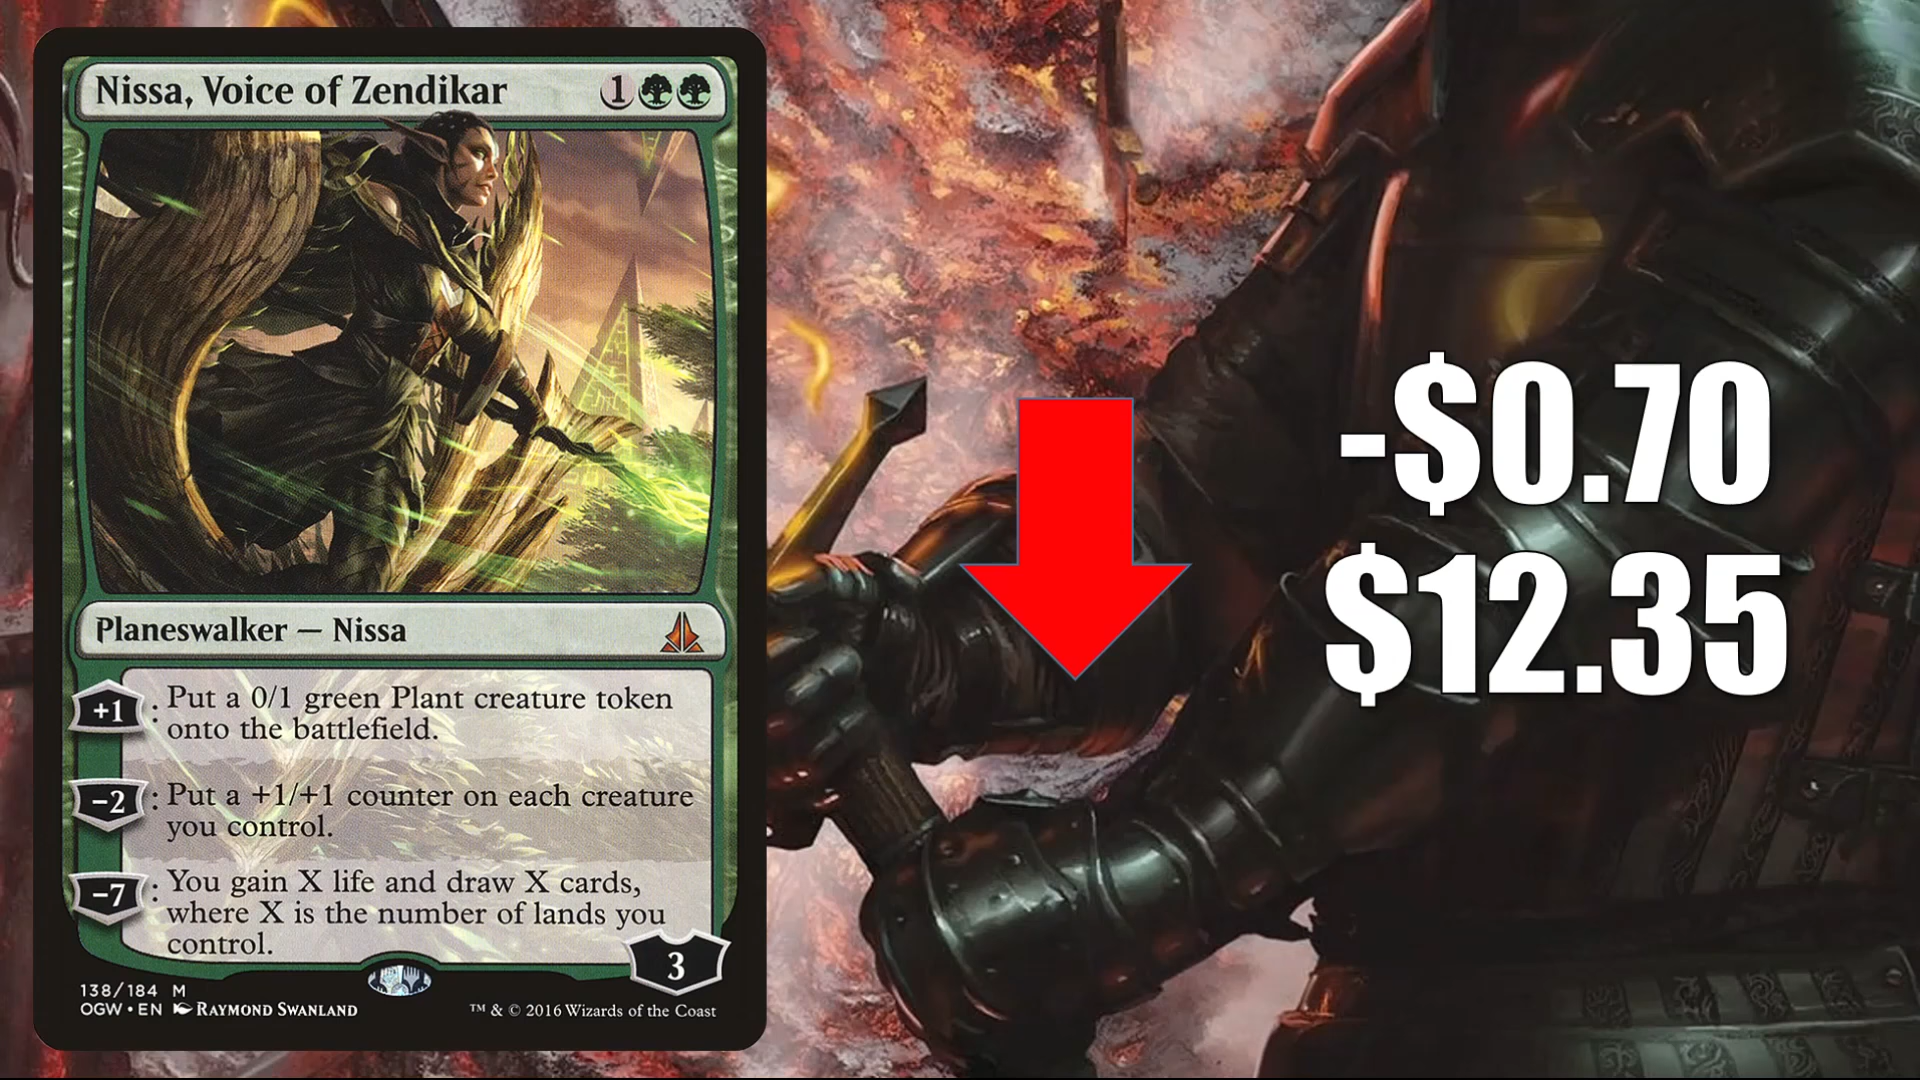 Nissa, Voice of Zendikar 1
Planeswalker — Nissa
+1 : Put a 0/1 green Plant creature token
onto the battlefield.
−2 : Put a +1/+1 counter on each creature
you control.
−7 : You gain X life and draw X cards,
where X is the number of lands you
control.
3
138/184 M
OGW • EN RAYMOND SWANLAND
™ & © 2016 Wizards of the Coast
-$0.70
$12.35